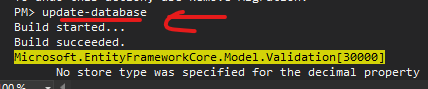 PM> update-database
Build started...
Build succeeded.
Microsoft.EntityFrameworkCore.Model.Validation[30000]
No store type was specified for the decimal property